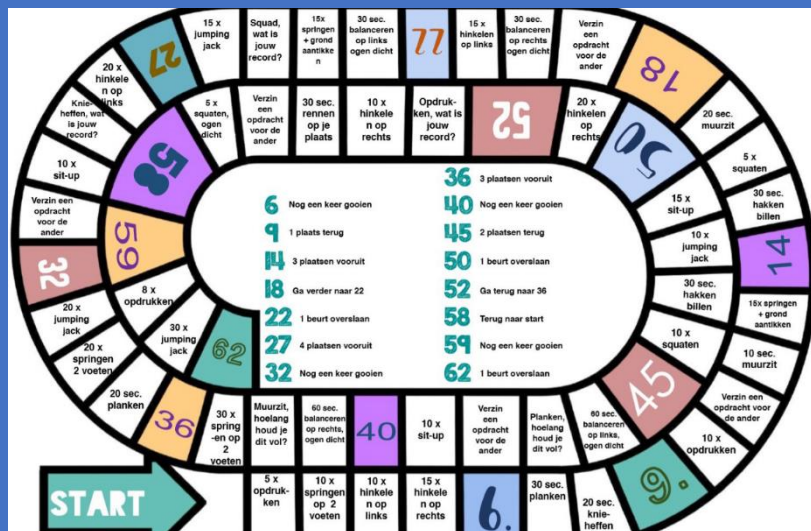 START
5 x
opdruk-
ken
10 x
springen
op 2
voeten
10 x
hinkele
n op
links
15 x
hinkele
n op
rechts
6.
30 sec.
planken
20 sec.
knie-
heffen
9.
10 x
opdrukken
Verzin een
opdracht voor
de ander
10 sec.
muurzit
15x springen
+ grond
aantikken
14
30 sec.
hakken
billen
5 x
squaten
20 sec.
muurzit
18
Verzin
een
opdracht
voor de
ander
30 sec.
balanceren
op rechts
ogen dicht
15 x
hinkelen
op links
22
30 sec.
balanceren
op links
ogen dicht
15x
springen
+ grond
aantikke
n
Squad,
wat is
jouw
record?
15 x
jumping
jack
27
20 x
hinkele
n op
links
Knie-
heffen, wat
is jouw
record?
10 x
sit-up
Verzin een
opdracht
voor de
ander
32
20 x
jumping
jack
20 x
springen
2 voeten
20 sec.
planken
36
30 x
spring
-en op
2
voeten
Muurzit,
hoelang
houd je
dit vol?
60 sec.
balanceren
op rechts,
ogen dicht
40
10 x
sit-up
Verzin
een
opdracht
voor de
ander
Planken,
hoelang
houd je
dit vol?
60 sec.
balanceren
op links,
ogen dicht
45
10 x
squaten
30 sec.
hakken
billen
10 x
jumping
jack
15 x
sit-up
50
20 x
hinkelen
op
rechts
52
Opdruk-
ken, wat is
jouw
record?
10 x
hinkele
n op
rechts
30 sec.
rennen
op je
plaats
Verzin
een
opdracht
voor de
ander
5 x
squaten,
ogen
dicht
58
59
8 x
opdrukken
30 x
jumping
jack
62
6 Nog een keer gooien
9 1 plaats terug
14 3 plaatsen vooruit
18 Ga verder naar 22
22 1 beurt overslaan
27 4 plaatsen vooruit
32 Nog een keer gooien
36 3 plaatsen vooruit
40 Nog een keer gooien
45 2 plaatsen terug
50 1 beurt overslaan
52 Ga terug naar 36
58 Terug naar start
59 Nog een keer gooien
62 1 beurt overslaan